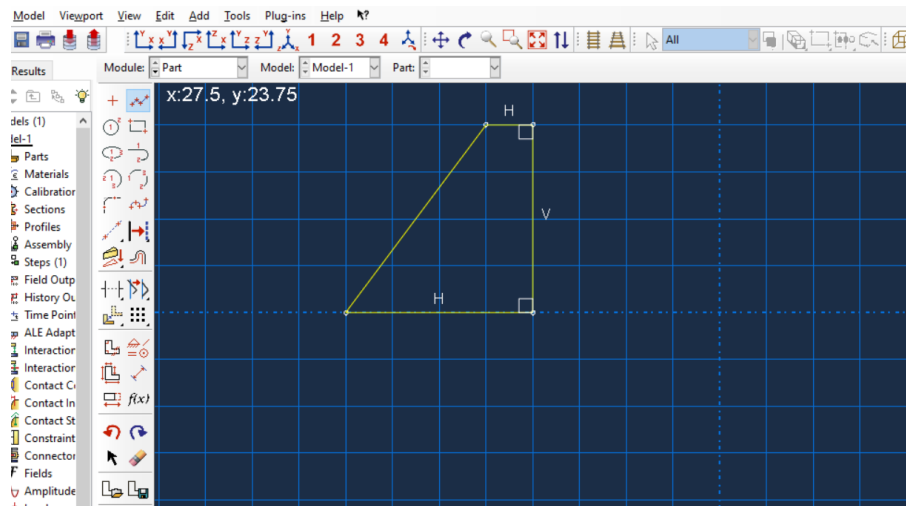 Model Viewport View Edit Add Tools Plug-ins Help
1 2 3 4 All
Results Module: Part Model: Model-1 Part:
x:27.5, y:23.75
dels (1)
el-1
Parts
Materials
Calibration
Sections
Profiles
Assembly
Steps (1)
Field Outp
History Ou
Time Point
ALE Adapt
Interaction
Interaction
Contact Co
Contact In
Contact St
Constraint
Connector
Fields
Amplitude
f(x)
H
V
H